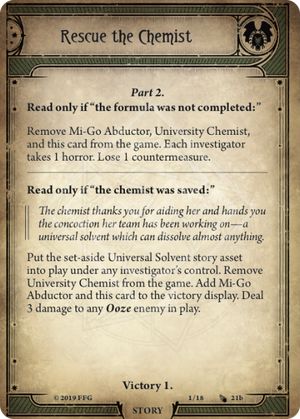 Rescue the Chemist
Part 2.
Read only if “the formula was not completed:”
Remove Mi-Go Abductor, University Chemist,
and this card from the game. Each investigator
takes 1 horror. Lose 1 countermeasure.
Read only if “the chemist was saved:”
The chemist thanks you for aiding her and hands you
the concoction her team has been working on—a
universal solvent which can dissolve almost anything.
Put the set-aside Universal Solvent story asset
into play under any investigator’s control. Remove
University Chemist from the game. Add Mi-Go
Abductor and this card to the victory display. Deal
3 damage to any Ooze enemy in play.
Victory 1.
© 2019 FFG 1/18 21b
STORY